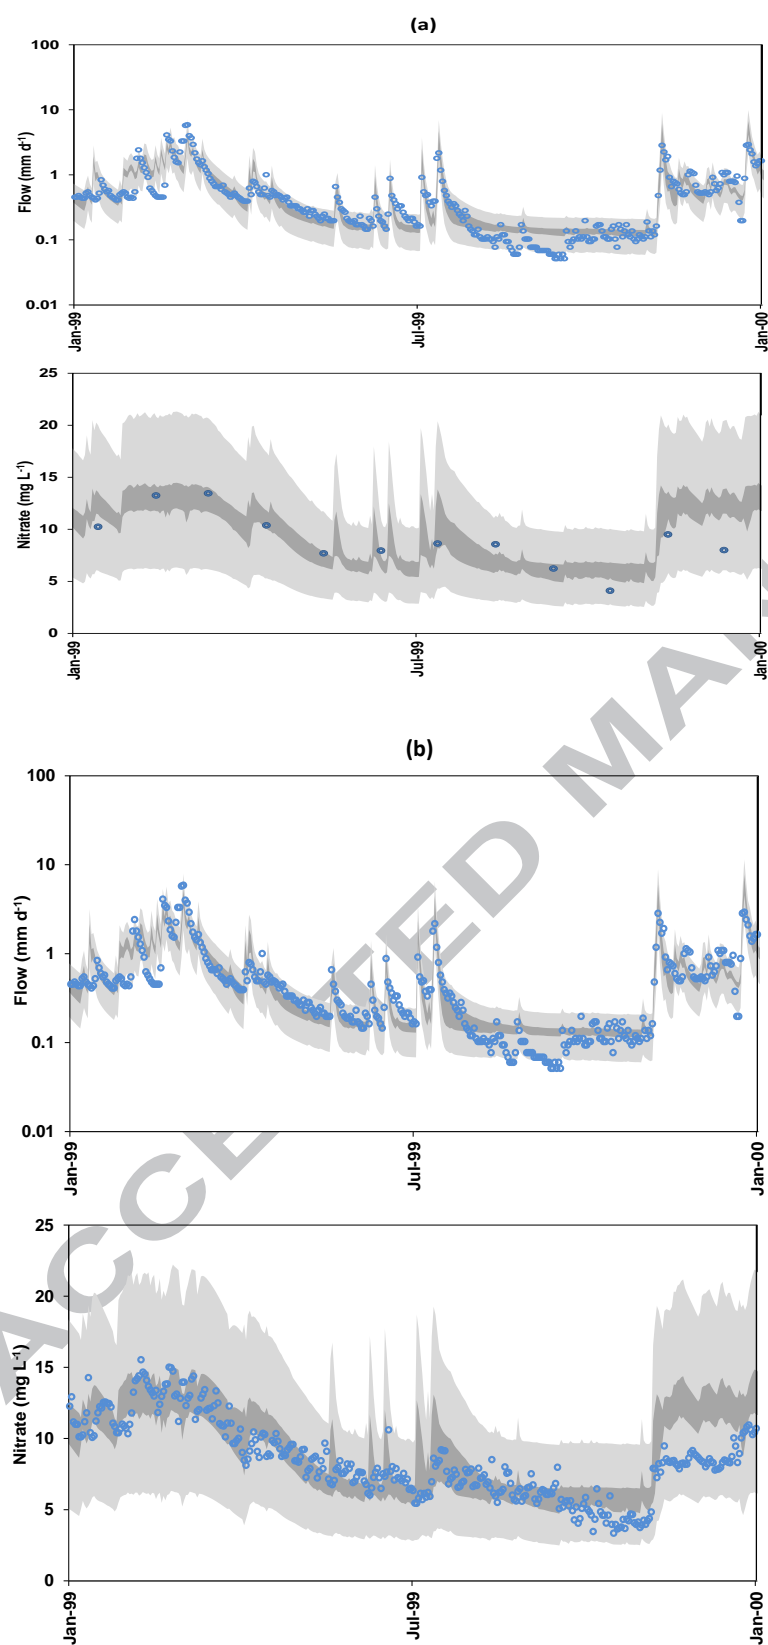 (a)
100
10
1
0.1
0.01
Flow (mm d-1)
Jan-99
Jul-99
Jan-00
25
20
15
10
5
0
Nitrate (mg L-1)
Jan-99
Jul-99
Jan-00
(b)
100
10
1
0.1
0.01
Flow (mm d-1)
Jan-99
Jul-99
Jan-00
25
20
15
10
5
0
Nitrate (mg L-1)
Jan-99
Jul-99
Jan-00
ACCEPTED MA